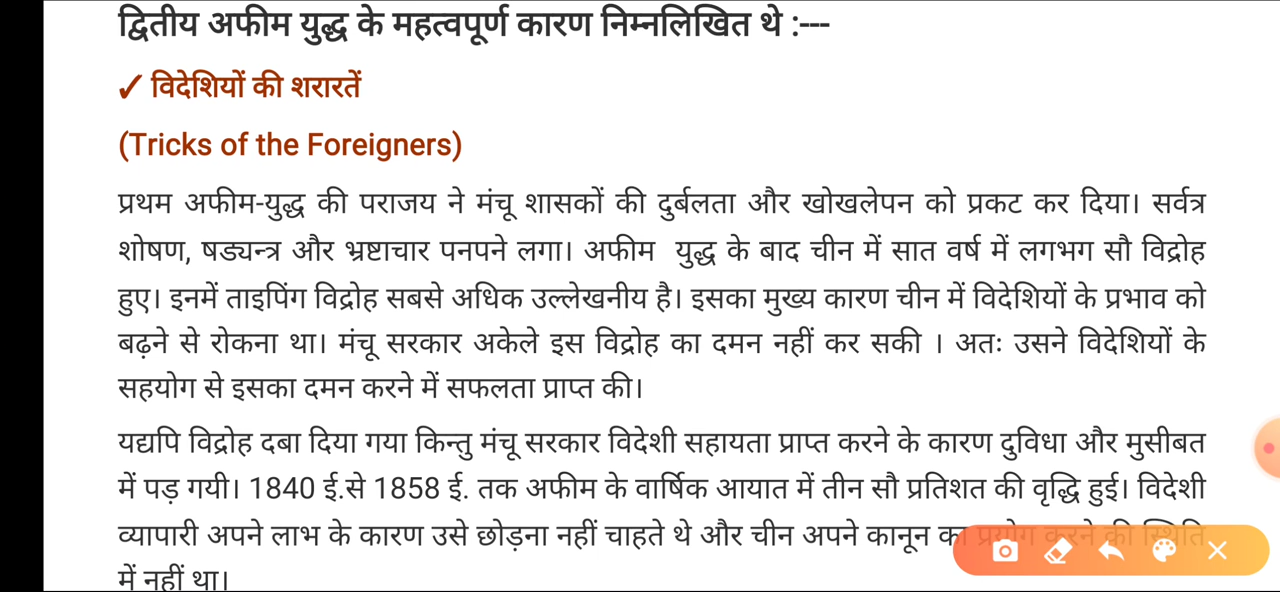 द्वितीय अफीम युद्ध के महत्वपूर्ण कारण निम्नलिखित थे :---
✓ विदेशियों की शरारतें
(Tricks of the Foreigners)
प्रथम अफीम-युद्ध की पराजय ने मंचू शासकों की दुर्बलता और खोखलेपन को प्रकट कर दिया। सर्वत्र
शोषण, षड्यन्त्र और भ्रष्टाचार पनपने लगा। अफीम युद्ध के बाद चीन में सात वर्ष में लगभग सौ विद्रोह
हुए। इनमें ताइपिंग विद्रोह सबसे अधिक उल्लेखनीय है। इसका मुख्य कारण चीन में विदेशियों के प्रभाव को
बढ़ने से रोकना था। मंचू सरकार अकेले इस विद्रोह का दमन नहीं कर सकी । अतः उसने विदेशियों के
सहयोग से इसका दमन करने में सफलता प्राप्त की।
यद्यपि विद्रोह दबा दिया गया किन्तु मंचू सरकार विदेशी सहायता प्राप्त करने के कारण दुविधा और मुसीबत
में पड़ गयी। 1840 ई.से 1858 ई. तक अफीम के वार्षिक आयात में तीन सौ प्रतिशत की वृद्धि हुई। विदेशी
व्यापारी अपने लाभ के कारण उसे छोड़ना नहीं चाहते थे और चीन अपने कानून का प्रयोग करने की स्थिति
में नहीं था।